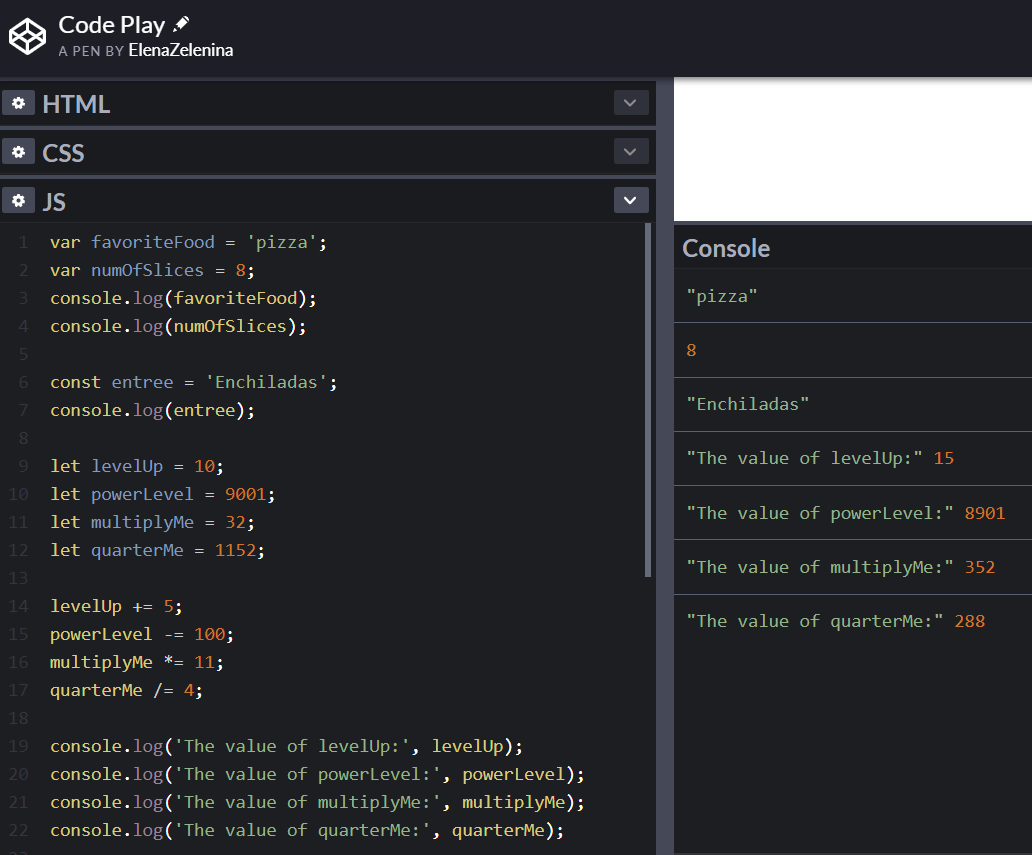 Code Play
A PEN BY ElenaZelenina
HTML
CSS
JS
1 var favoriteFood = 'pizza';
2 var numOfSlices = 8;
3 console.log(favoriteFood);
4 console.log(numOfSlices);
5
6 const entree = 'Enchiladas';
7 console.log(entree);
8
9 let levelUp = 10;
10 let powerLevel = 9001;
11 let multiplyMe = 32;
12 let quarterMe = 1152;
13
14 levelUp += 5;
15 powerLevel -= 100;
16 multiplyMe *= 11;
17 quarterMe /= 4;
18
19 console.log('The value of levelUp:', levelUp);
20 console.log('The value of powerLevel:', powerLevel);
21 console.log('The value of multiplyMe:', multiplyMe);
22 console.log('The value of quarterMe:', quarterMe);
Console
"pizza"
8
"Enchiladas"
"The value of levelUp:" 15
"The value of powerLevel:" 8901
"The value of multiplyMe:" 352
"The value of quarterMe:" 288